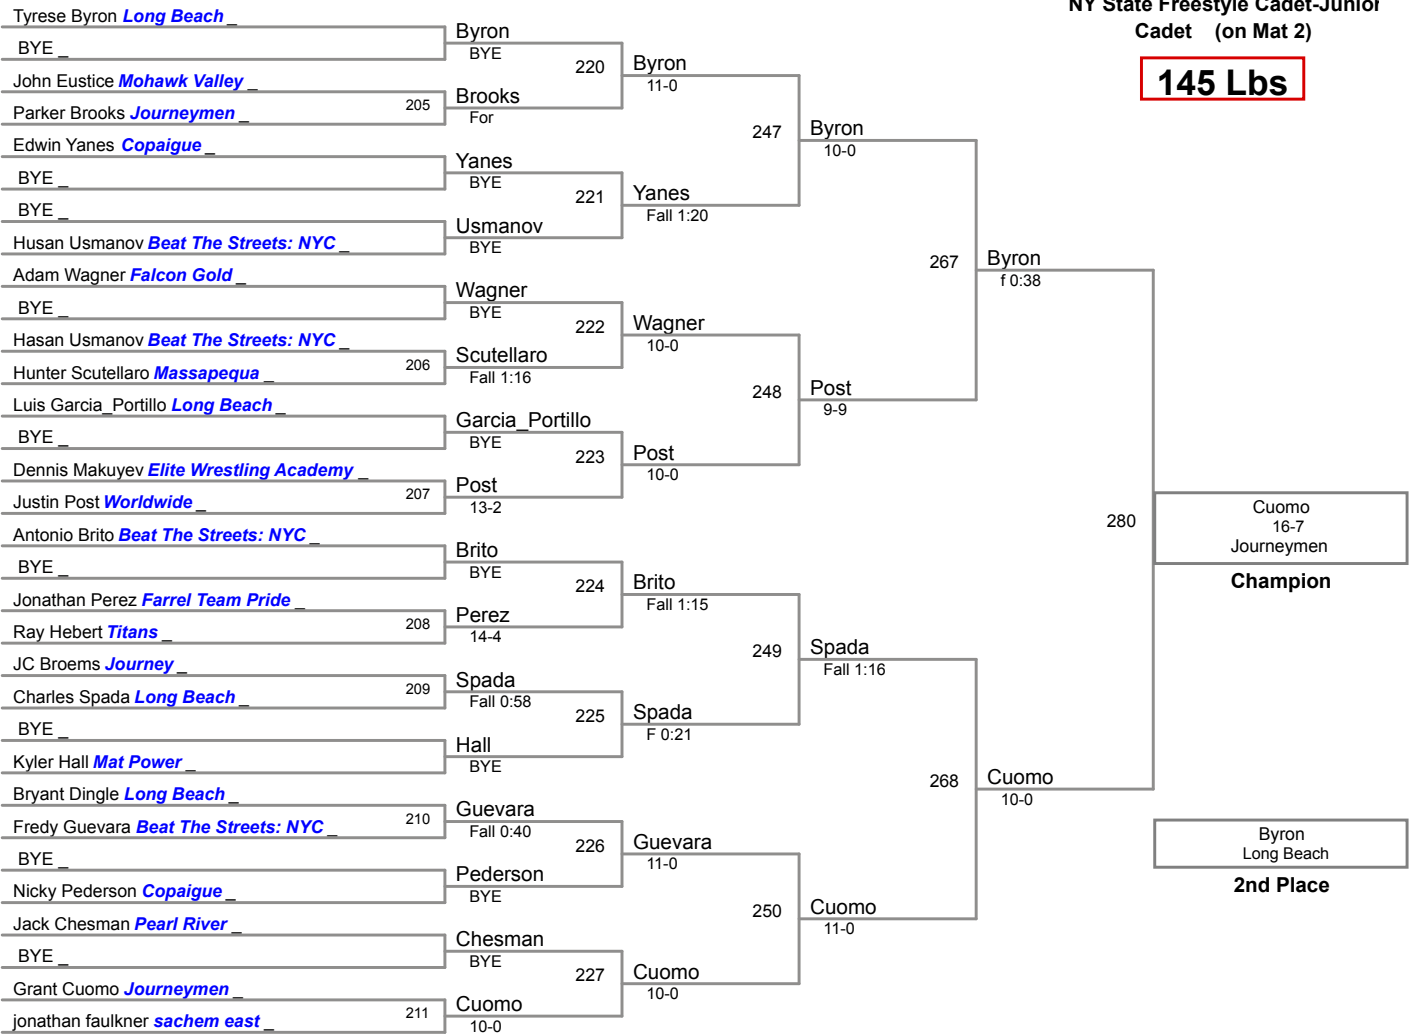 NY State Freestyle Cadet-Junior
Cadet (on Mat 2)
145 Lbs
Tyrese Byron Long Beach _
BYE _
John Eustice Mohawk Valley _
Parker Brooks Journeymen _
Edwin Yanes Copaigue _
BYE _
BYE _
Husan Usmanov Beat The Streets: NYC _
Adam Wagner Falcon Gold _
BYE _
Hasan Usmanov Beat The Streets: NYC _
Hunter Scutellaro Massapequa _
Luis Garcia_Portillo Long Beach _
BYE _
Dennis Makuyev Elite Wrestling Academy _
Justin Post Worldwide _
Antonio Brito Beat The Streets: NYC _
BYE _
Jonathan Perez Farrel Team Pride _
Ray Hebert Titans _
JC Broems Journey _
Charles Spada Long Beach _
BYE _
Kyler Hall Mat Power _
Bryant Dingle Long Beach _
Fredy Guevara Beat The Streets: NYC _
BYE _
Nicky Pederson Copaigue _
Jack Chesman Pearl River _
BYE _
Grant Cuomo Journeymen _
jonathan faulkner sachem east _
205
206
207
208
209
210
211
Byron
BYE
Brooks
For
Yanes
BYE
Usmanov
BYE
Wagner
BYE
Scutellaro
Fall 1:16
Garcia_Portillo
BYE
Post
13-2
Brito
BYE
Perez
14-4
Spada
Fall 0:58
Hall
BYE
Guevara
Fall 0:40
Pederson
BYE
Chesman
BYE
Cuomo
10-0
220
221
222
223
224
225
226
227
Byron
11-0
Yanes
Fall 1:20
Wagner
10-0
Post
10-0
Brito
Fall 1:15
Spada
F 0:21
Guevara
11-0
Cuomo
10-0
247
248
249
250
Byron
10-0
Post
9-9
Spada
Fall 1:16
Cuomo
11-0
267
268
Byron
f 0:38
Cuomo
10-0
280
Cuomo
16-7
Journeymen
Champion
Byron
Long Beach
2nd Place